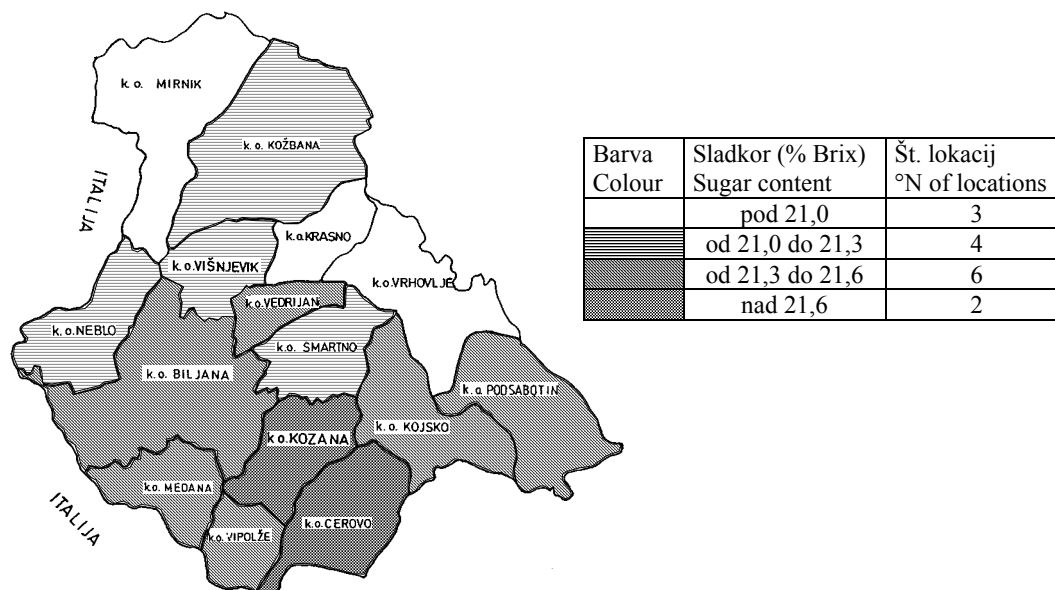 k. o. MIRNIK
k. o. KOŽBANA
ITALIJA
k.o.KRASNO
k.o.VIŠNJEVIK
k.o.VRHOVLJE
k.o.VEDRIJAN
k. o. NEBLO
k.o. ŠMARTNO
k.o. BILJANA
k.o. PODSABOTIN
k.o. KOJSKO
k.o.KOZANA
k.o. MEDANA
k.o.CEROVO
k.o. VIPOLŽE
ITALIJA
Barva Sladkor (% Brix) Št. lokacij
Colour Sugar content °N of locations
pod 21,0 3
od 21,0 do 21,3 4
od 21,3 do 21,6 6
nad 21,6 2